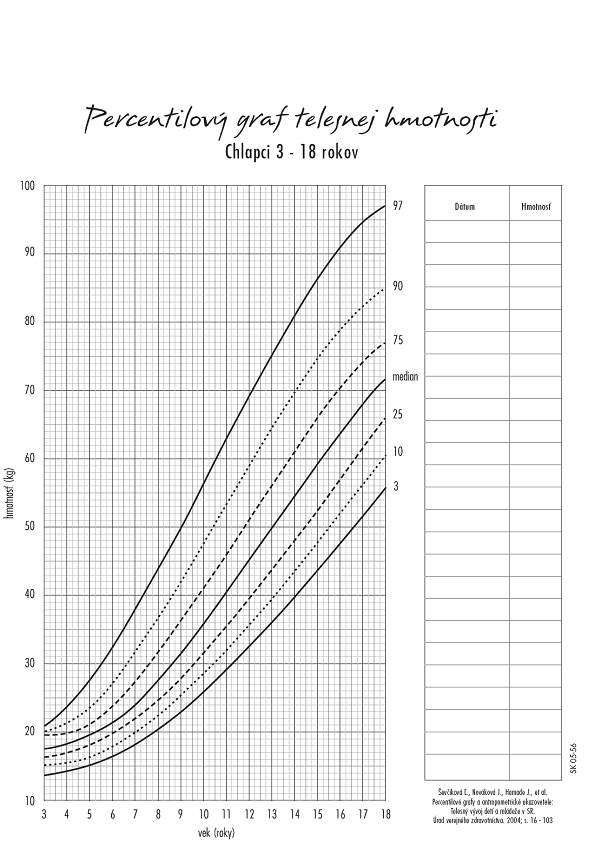 Percentilový graf telesnej hmotnosti
Chlapci 3 - 18 rokov
100
90
80
70
60
50
40
30
20
10
hmotnosť (kg)
3 4 5 6 7 8 9 10 11 12 13 14 15 16 17 18
vek (roky)
97
90
75
median
25
10
3
Dátum Hmotnosť
SK 05-56
Ševčíková Ľ., Nováková J., Hamade J., et al.
Percentilové grafy a antropometrické ukazovatele:
Telesný vývoj detí a mládeže v SR.
Úrad verejného zdravotníctva. 2004; s. 16 - 103